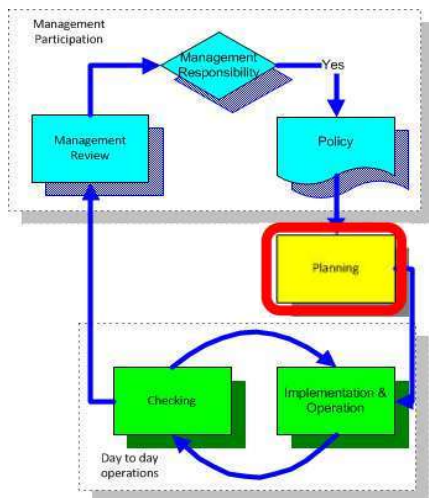 Management
Participation
Management
Responsibility
Yes
Management
Review
Policy
Planning
Checking
Implementation &
Operation
Day to day
operations